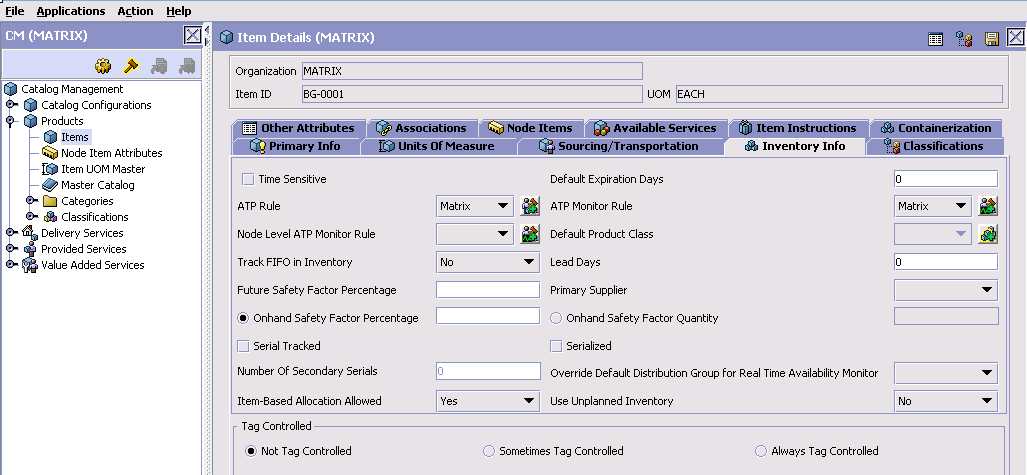 File Applications Action Help
CM (MATRIX)
Catalog Management
Catalog Configurations
Products
Items
Node Item Attributes
Item UOM Master
Master Catalog
Categories
Classifications
Delivery Services
Provided Services
Value Added Services
Item Details (MATRIX)
Organization MATRIX
Item ID BG-0001 UOM EACH
Other Attributes Associations Node Items Available Services Item Instructions Containerization
Primary Info Units Of Measure Sourcing/Transportation Inventory Info Classifications
Time Sensitive Default Expiration Days 0
ATP Rule Matrix ATP Monitor Rule Matrix
Node Level ATP Monitor Rule Default Product Class
Track FIFO in Inventory No Lead Days 0
Future Safety Factor Percentage Primary Supplier
Onhand Safety Factor Percentage Onhand Safety Factor Quantity
Serial Tracked Serialized
Number Of Secondary Serials 0 Override Default Distribution Group for Real Time Availability Monitor
Item-Based Allocation Allowed Yes Use Unplanned Inventory No
Tag Controlled
Not Tag Controlled Sometimes Tag Controlled Always Tag Controlled